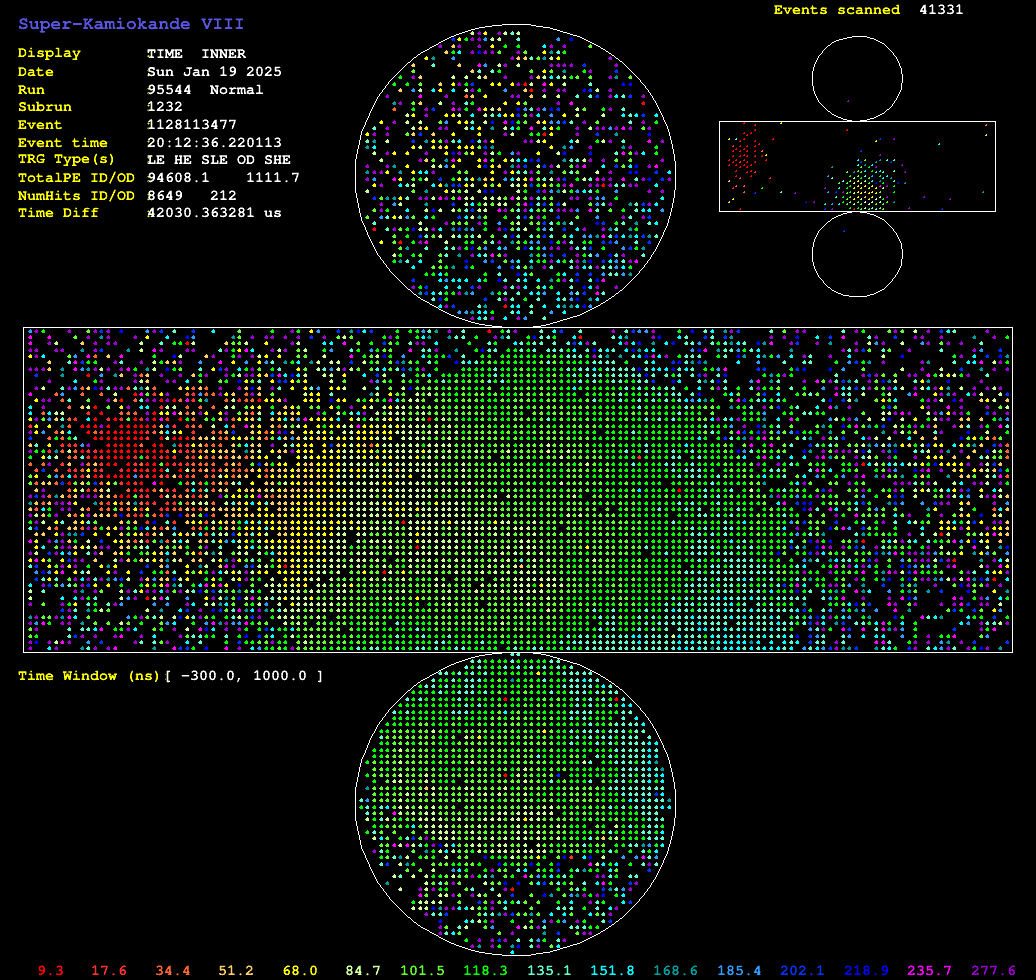 Super-Kamiokande VIII
Events scanned 41331
Display TIME INNER
Date Sun Jan 19 2025
Run 95544 Normal
Subrun 1232
Event 1128113477
Event time 20:12:36.220113
TRG Type(s) LE HE SLE OD SHE
TotalPE ID/OD 94608.1 1111.7
NumHits ID/OD 8649 212
Time Diff 42030.363281 us
Time Window (ns)[ -300.0, 1000.0 ]
9.3 17.6 34.4 51.2 68.0 84.7 101.5 118.3 135.1 151.8 168.6 185.4 202.1 218.9 235.7 277.6